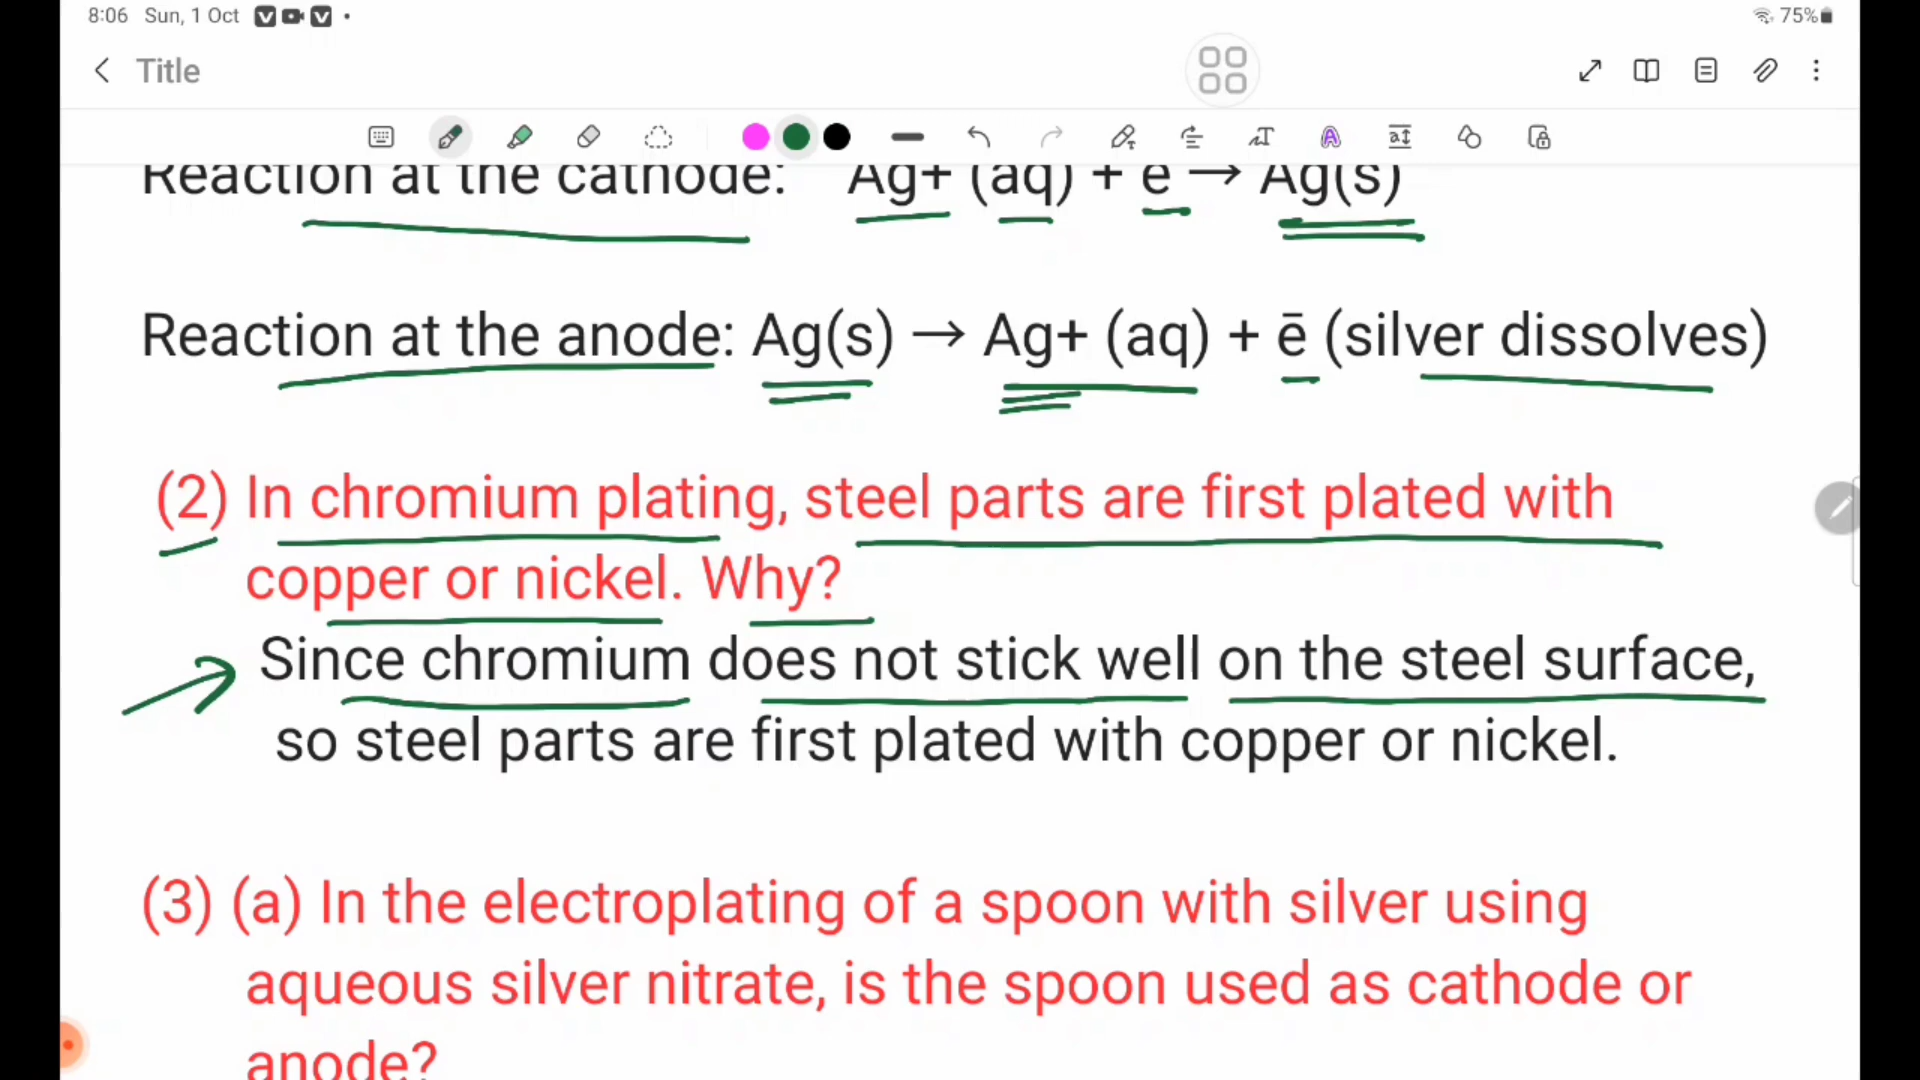 8:06 Sun, 1 Oct
75%
Title
Reaction at the cathode: Ag+ (aq) + e → Ag(s)
Reaction at the anode: Ag(s) → Ag+ (aq) + ē (silver dissolves)
(2) In chromium plating, steel parts are first plated with
copper or nickel. Why?
Since chromium does not stick well on the steel surface,
so steel parts are first plated with copper or nickel.
(3) (a) In the electroplating of a spoon with silver using
aqueous silver nitrate, is the spoon used as cathode or
anode?